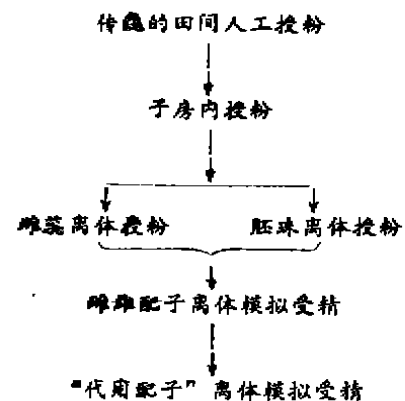 传统的田间人工授粉
子房内授粉
雌蕊离体授粉 胚珠离体授粉
雌雄配子离体模拟受精
"代用配子" 离体模拟受精